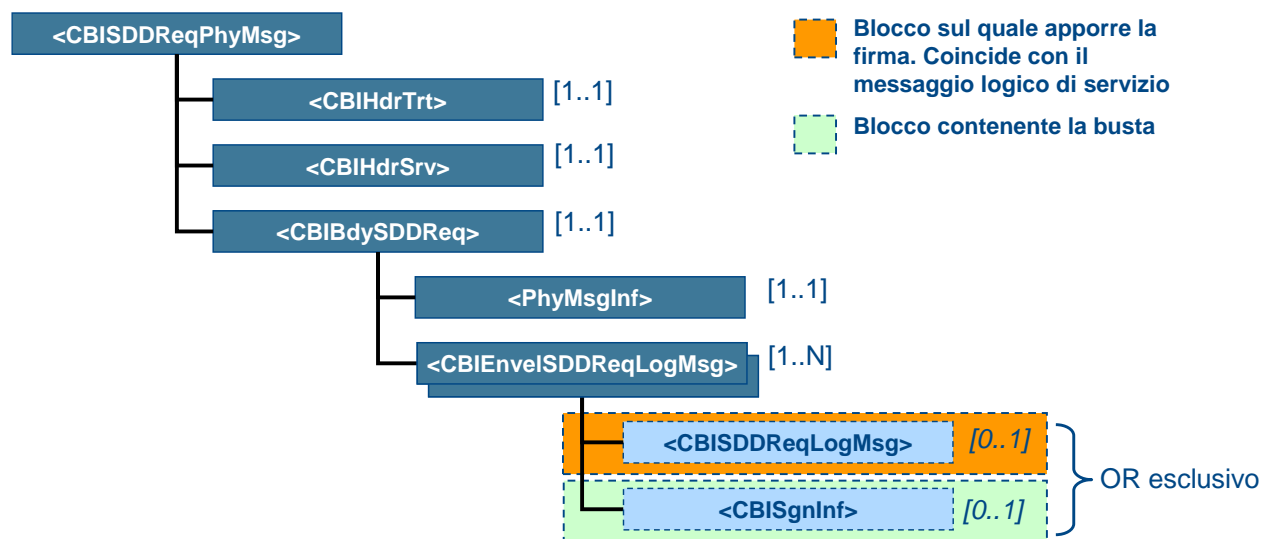 <CBISDDReqPhyMsg>
Blocco sul quale apporre la
firma. Coincide con il
messaggio logico di servizio
<CBIHdrTrt>
[1..1]
Blocco contenente la busta
<CBIHdrSrv>
[1..1]
<CBIBdySDDReq>
[1..1]
<PhyMsgInf>
[1..1]
<CBIEnvelSDDReqLogMsg>
[1..N]
<CBISDDReqLogMsg>
[0..1]
OR esclusivo
<CBISgnInf>
[0..1]